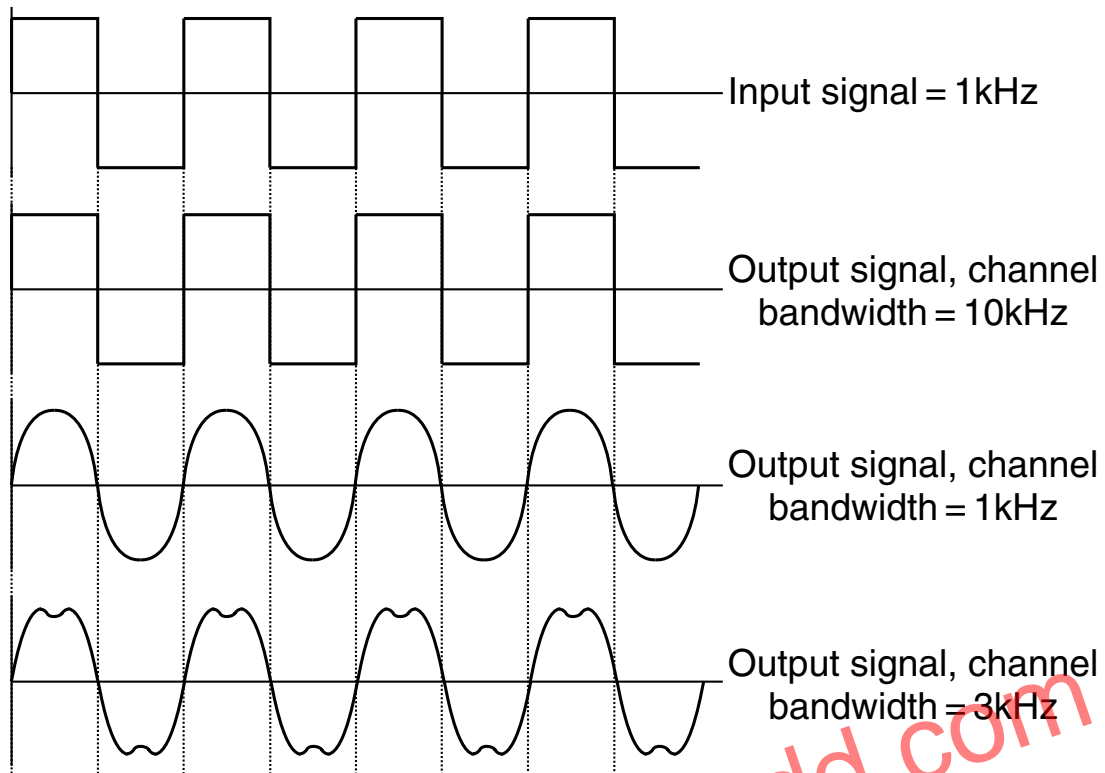 Input signal = 1kHz
Output signal, channel
bandwidth = 10kHz
Output signal, channel
bandwidth = 1kHz
Output signal, channel
bandwidth = 3kHz